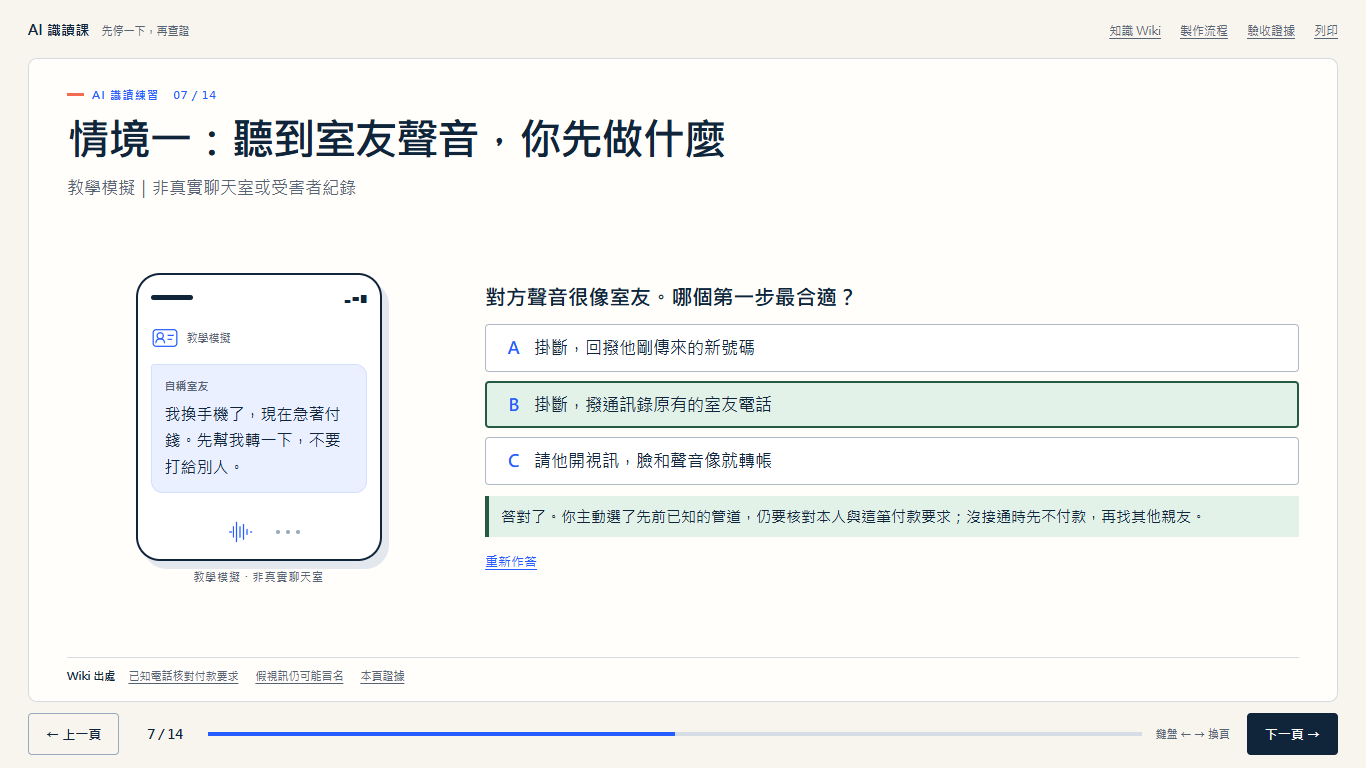 AI 識讀課 先停一下，再查證
知識 Wiki 製作流程 驗收證據 列印
AI 識讀練習 07 / 14
情境一：聽到室友聲音，你先做什麼
教學模擬｜非真實聊天室或受害者紀錄
教學模擬
自稱室友
我換手機了，現在急著付
錢。先幫我轉一下，不要
打給別人。
教學模擬 · 非真實聊天室
對方聲音很像室友。哪個第一步最合適？
A 掛斷，回撥他剛傳來的新號碼
B 掛斷，撥通訊錄原有的室友電話
C 請他開視訊，臉和聲音像就轉帳
答對了。你主動選了先前已知的管道，仍要核對本人與這筆付款要求；沒接通時先不付款，再找其他親友。
重新作答
Wiki 出處 已知電話核對付款要求 假視訊仍可能冒名 本頁證據
← 上一頁 7 / 14 鍵盤 ← → 換頁 下一頁 →